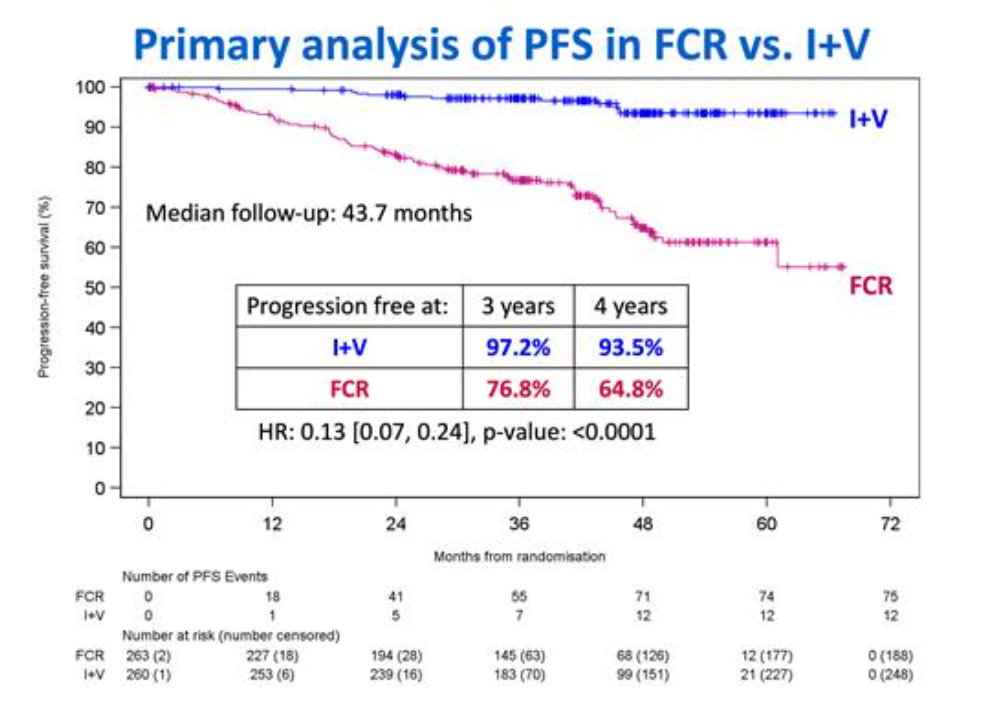 Primary analysis of PFS in FCR vs. I+V
100
90
80
70
60
50
40
30
20
10
0
Progression-free survival (%)
I+V
FCR
Median follow-up: 43.7 months
Progression free at: 3 years 4 years
I+V 97.2% 93.5%
FCR 76.8% 64.8%
HR: 0.13 [0.07, 0.24], p-value: <0.0001
0 12 24 36 48 60 72
Months from randomisation
Number of PFS Events
FCR 0 18 41 55 71 74 75
I+V 0 1 5 7 12 12 12
Number at risk (number censored)
FCR 263 (2) 227 (18) 194 (28) 145 (63) 68 (126) 12 (177) 0 (188)
I+V 260 (1) 253 (6) 239 (16) 183 (70) 99 (151) 21 (227) 0 (248)